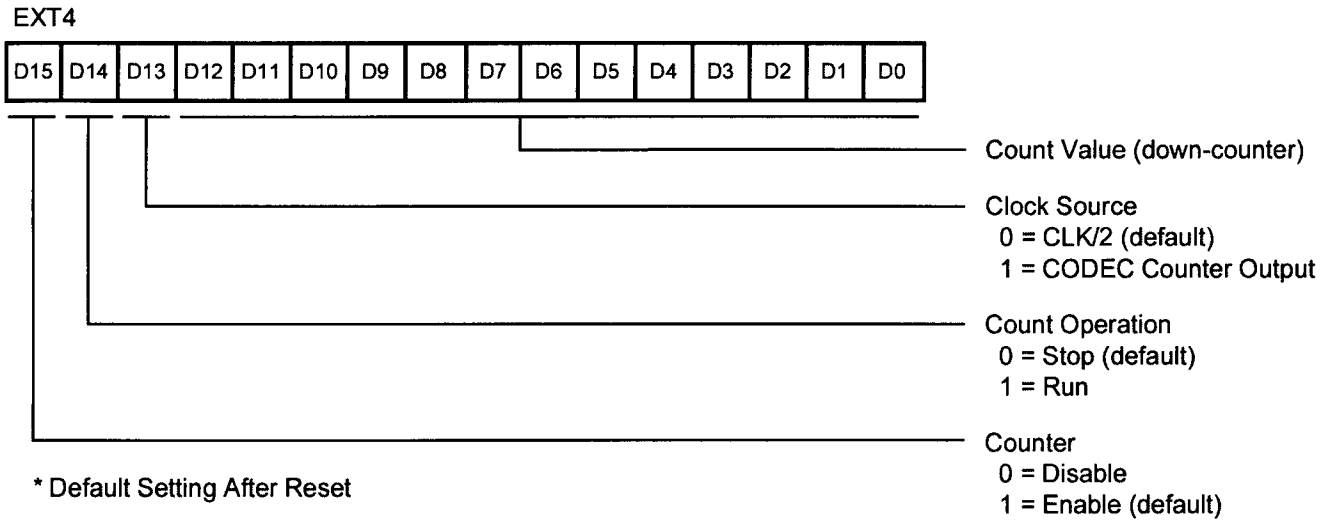 EXT4
D15 D14 D13 D12 D11 D10 D9 D8 D7 D6 D5 D4 D3 D2 D1 D0
Count Value (down-counter)
Clock Source
0 = CLK/2 (default)
1 = CODEC Counter Output
Count Operation
0 = Stop (default)
1 = Run
Counter
0 = Disable
1 = Enable (default)
* Default Setting After Reset